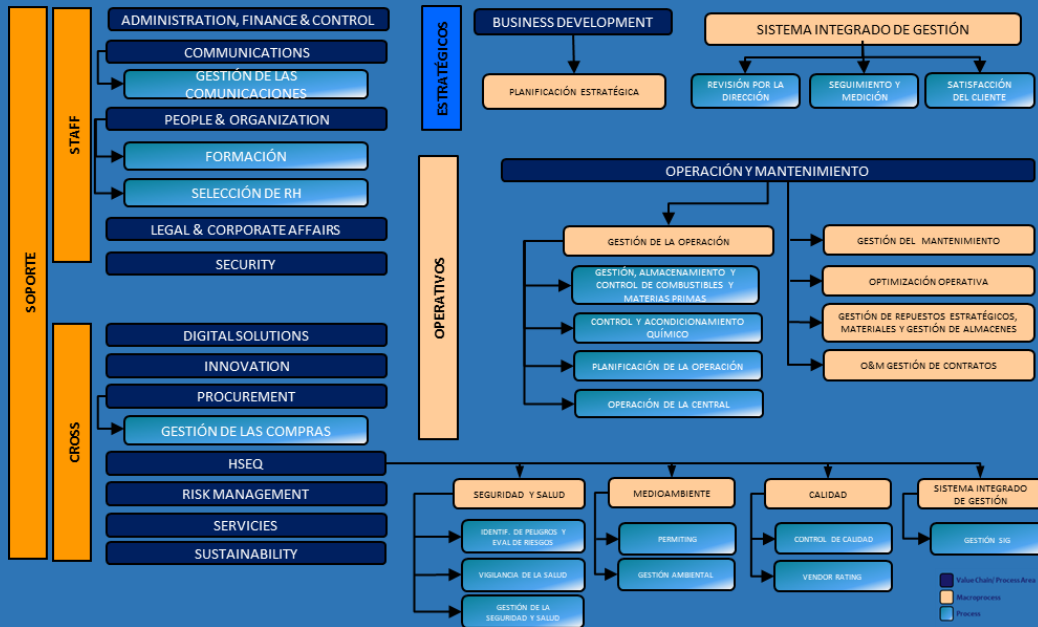 SOPORTE
STAFF
ADMINISTRATION, FINANCE & CONTROL
COMMUNICATIONS
GESTIÓN DE LAS
COMUNICACIONES
PEOPLE & ORGANIZATION
FORMACIÓN
SELECCIÓN DE RH
LEGAL & CORPORATE AFFAIRS
SECURITY
CROSS
DIGITAL SOLUTIONS
INNOVATION
PROCUREMENT
GESTIÓN DE LAS COMPRAS
HSEQ
RISK MANAGEMENT
SERVICIES
SUSTAINABILITY
ESTRATÉGICOS
BUSINESS DEVELOPMENT
PLANIFICACIÓN ESTRATÉGICA
SISTEMA INTEGRADO DE GESTIÓN
REVISIÓN POR LA
DIRECCIÓN
SEGUIMIENTO Y
MEDICIÓN
SATISFACCIÓN
DEL CLIENTE
OPERATIVOS
OPERACIÓN Y MANTENIMIENTO
GESTIÓN DE LA OPERACIÓN
GESTIÓN, ALMACENAMIENTO Y
CONTROL DE COMBUSTIBLES Y
MATERIAS PRIMAS
CONTROL Y ACONDICIONAMIENTO
QUÍMICO
PLANIFICACIÓN DE LA OPERACIÓN
OPERACIÓN DE LA CENTRAL
GESTIÓN DEL MANTENIMIENTO
OPTIMIZACIÓN OPERATIVA
GESTIÓN DE REPUESTOS ESTRATÉGICOS,
MATERIALES Y GESTIÓN DE ALMACENES
O&M GESTIÓN DE CONTRATOS
SEGURIDAD Y SALUD
IDENTIF. DE PELIGROS Y
EVAL DE RIESGOS
VIGILANCIA DE LA SALUD
GESTIÓN DE LA
SEGURIDAD Y SALUD
MEDIOAMBIENTE
PERMITING
GESTIÓN AMBIENTAL
CALIDAD
CONTROL DE CALIDAD
VENDOR RATING
SISTEMA INTEGRADO
DE GESTIÓN
GESTIÓN SIG
Value Chain/ Process Area
Macroprocess
Process